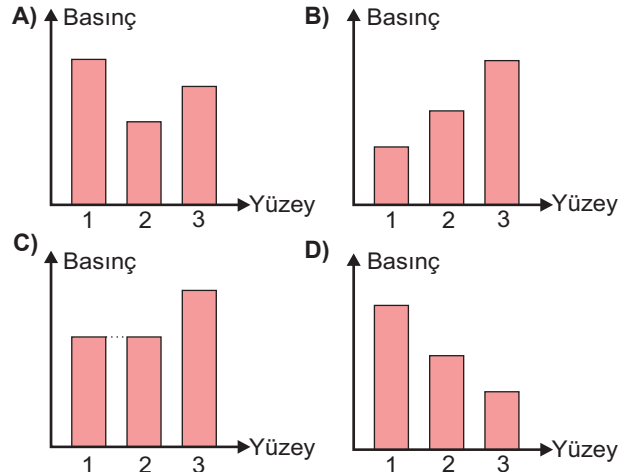 A) Basınç
Yüzey
1 2 3
B) Basınç
Yüzey
1 2 3
C) Basınç
Yüzey
1 2 3
D) Basınç
Yüzey
1 2 3